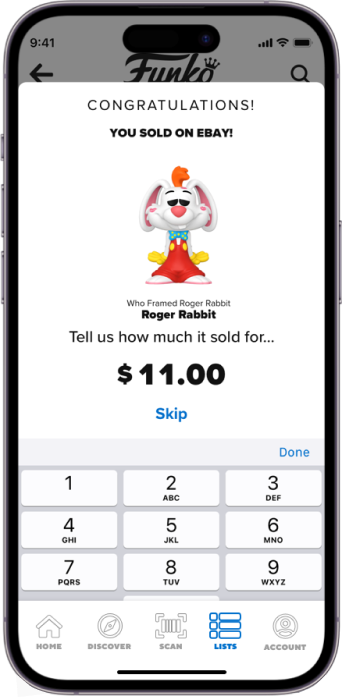 9:41
Funko
CONGRATULATIONS!
YOU SOLD ON EBAY!
Who Framed Roger Rabbit
Roger Rabbit
Tell us how much it sold for...
$11.00
Skip
Done
1 2 3
ABC DEF
4 5 6
GHI JKL MNO
7 8 9
PQRS TUV WXYZ
HOME DISCOVER SCAN LISTS ACCOUNT